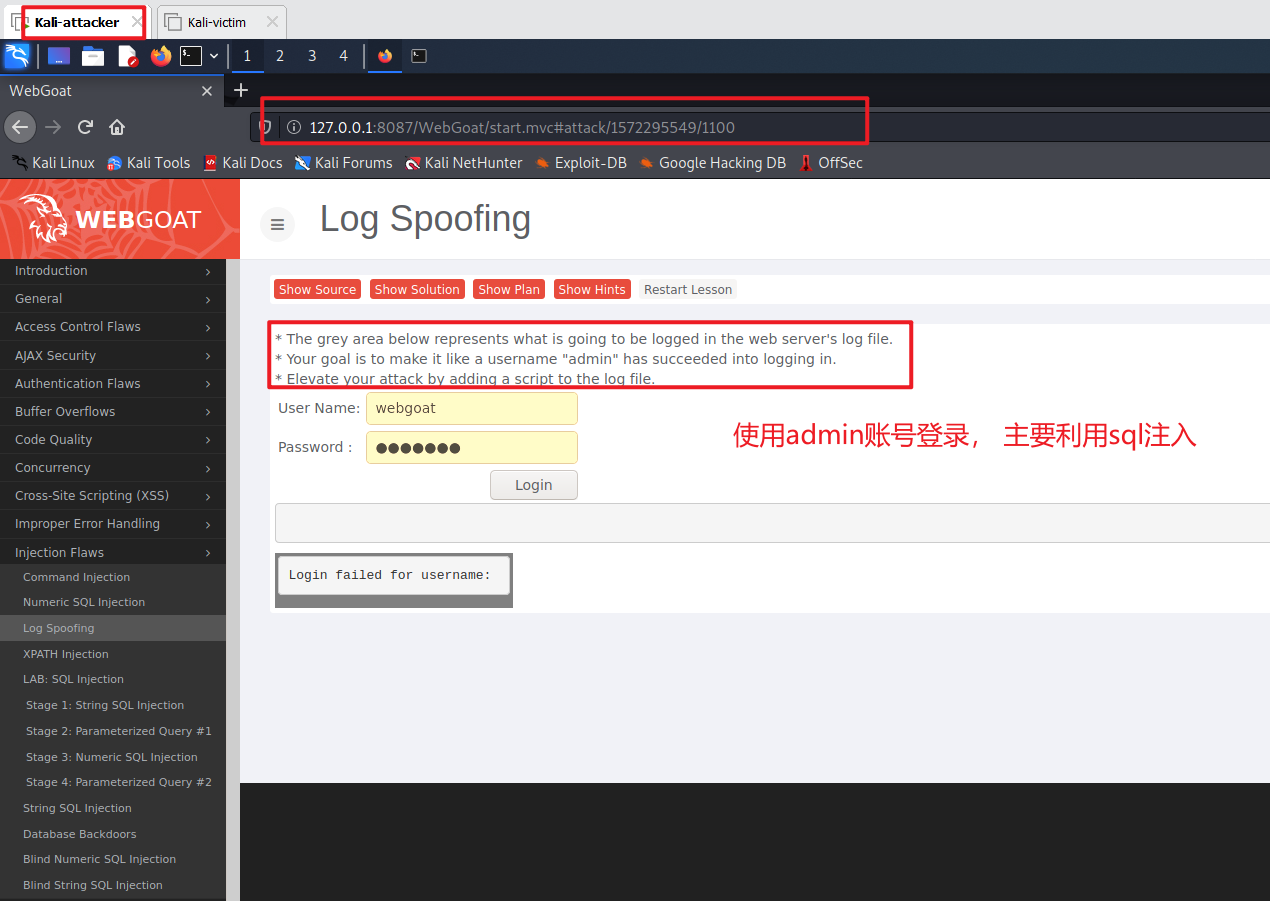 Kali-attacker
Kali-victim
1 2 3 4
WebGoat
127.0.0.1:8087/WebGoat/start.mvc#attack/1572295549/1100
Kali Linux Kali Tools Kali Docs Kali Forums Kali NetHunter Exploit-DB Google Hacking DB OffSec
WEBGOAT
Log Spoofing
Introduction
General
Access Control Flaws
AJAX Security
Authentication Flaws
Buffer Overflows
Code Quality
Concurrency
Cross-Site Scripting (XSS)
Improper Error Handling
Injection Flaws
Command Injection
Numeric SQL Injection
Log Spoofing
XPATH Injection
LAB: SQL Injection
Stage 1: String SQL Injection
Stage 2: Parameterized Query #1
Stage 3: Numeric SQL Injection
Stage 4: Parameterized Query #2
String SQL Injection
Database Backdoors
Blind Numeric SQL Injection
Blind String SQL Injection
Show Source Show Solution Show Plan Show Hints Restart Lesson
* The grey area below represents what is going to be logged in the web server's log file.
* Your goal is to make it like a username "admin" has succeeded into logging in.
* Elevate your attack by adding a script to the log file.
User Name: webgoat
Password : ●●●●●●●
Login
使用admin账号登录， 主要利用sql注入
Login failed for username: